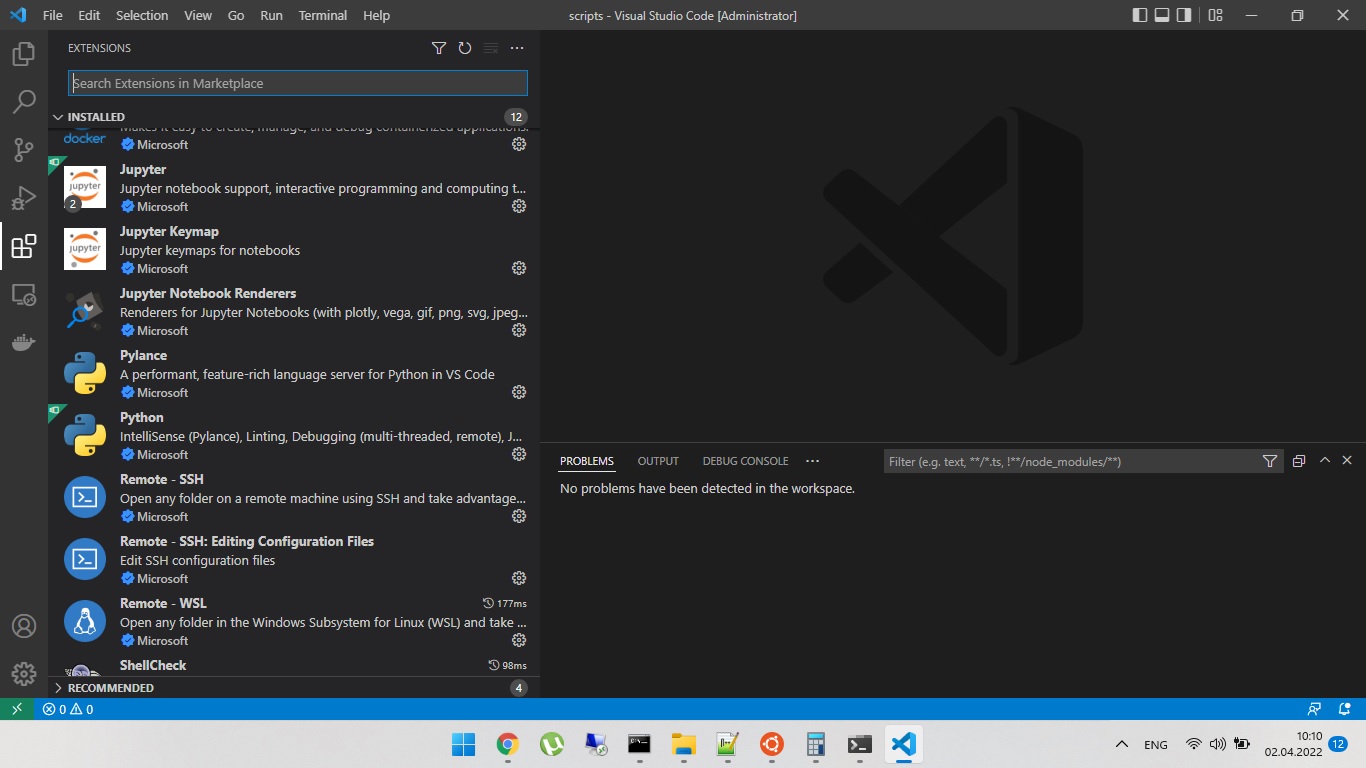 File Edit Selection View Go Run Terminal Help
scripts - Visual Studio Code [Administrator]
EXTENSIONS
Search Extensions in Marketplace
INSTALLED 12
Makes it easy to create, manage, and debug containerized applications.
docker
Microsoft
Jupyter
jupyter
Jupyter notebook support, interactive programming and computing t...
2
Microsoft
Jupyter Keymap
jupyter
Jupyter keymaps for notebooks
Microsoft
Jupyter Notebook Renderers
Renderers for Jupyter Notebooks (with plotly, vega, gif, png, svg, jpeg...
Microsoft
Pylance
A performant, feature-rich language server for Python in VS Code
Microsoft
Python
IntelliSense (Pylance), Linting, Debugging (multi-threaded, remote), J...
Microsoft
Remote - SSH
Open any folder on a remote machine using SSH and take advantage...
Microsoft
Remote - SSH: Editing Configuration Files
Edit SSH configuration files
Microsoft
Remote - WSL 177ms
Open any folder in the Windows Subsystem for Linux (WSL) and take ...
Microsoft
ShellCheck 98ms
RECOMMENDED 4
PROBLEMS OUTPUT DEBUG CONSOLE ...
Filter (e.g. text, **/*.ts, !**/node_modules/**)
No problems have been detected in the workspace.
0 0
ENG
10:10
02.04.2022
12